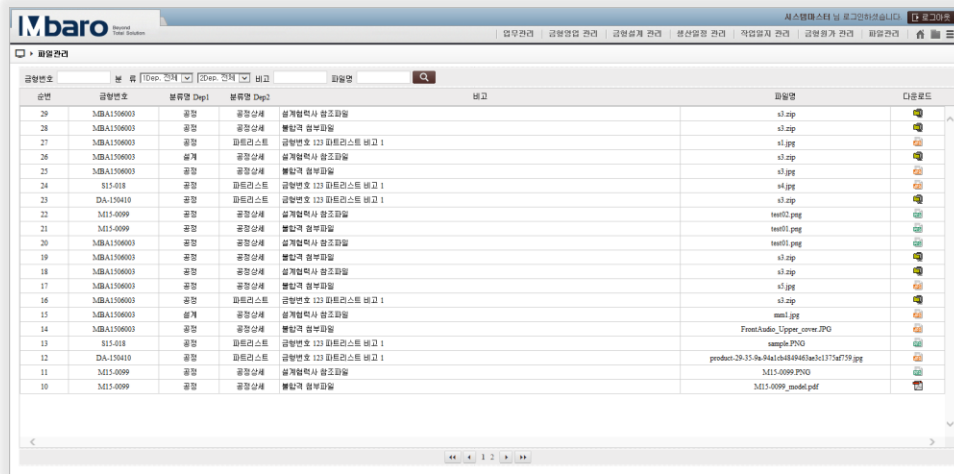 Mbaro Beyond Total Solution
시스템마스터 님 로그인하셨습니다. 로그아웃
업무관리 | 금형영업 관리 | 금형설계 관리 | 생산일정 관리 | 작업일지 관리 | 금형원가 관리 | 파일관리
파일관리
금형번호 분 류 1Dep. 전체 2Dep. 전체 비고 파일명
순번 금형번호 분류명 Dep1 분류명 Dep2 비고 파일명 다운로드
29 MBA1506003 공정 공정상세 설계협력사 참조파일 s3.zip
28 MBA1506003 공정 공정상세 불합격 첨부파일 s3.zip
27 MBA1506003 공정 파트리스트 금형번호 123 파트리스트 비고 1 s1.jpg
26 MBA1506003 설계 공정상세 설계협력사 참조파일 s3.zip
25 MBA1506003 공정 공정상세 불합격 첨부파일 s3.jpg
24 S15-018 공정 파트리스트 금형번호 123 파트리스트 비고 1 s4.jpg
23 DA-150410 공정 파트리스트 금형번호 123 파트리스트 비고 1 s3.zip
22 M15-0099 공정 공정상세 설계협력사 참조파일 test02.png
21 M15-0099 공정 공정상세 불합격 첨부파일 test01.png
20 MBA1506003 공정 공정상세 설계협력사 참조파일 test01.png
19 MBA1506003 공정 공정상세 불합격 첨부파일 s3.zip
18 MBA1506003 공정 공정상세 설계협력사 참조파일 s3.zip
17 MBA1506003 공정 공정상세 불합격 첨부파일 s5.jpg
16 MBA1506003 공정 파트리스트 금형번호 123 파트리스트 비고 1 s3.zip
15 MBA1506003 설계 공정상세 설계협력사 참조파일 mm1.jpg
14 MBA1506003 공정 공정상세 불합격 첨부파일 FrontAudio_Upper_cover.JPG
13 S15-018 공정 파트리스트 금형번호 123 파트리스트 비고 1 sample.PNG
12 DA-150410 공정 파트리스트 금형번호 123 파트리스트 비고 1 product-29-35-9a-94a1cb4849463ae3c1375af759.jpg
11 M15-0099 공정 공정상세 설계협력사 참조파일 M15-0099.PNG
10 M15-0099 공정 공정상세 불합격 첨부파일 M15-0099_model.pdf
1 2